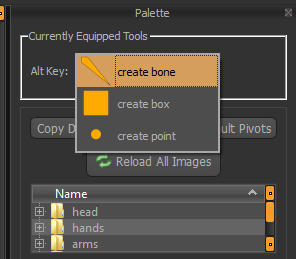 Palette
Currently Equipped Tools
Alt Key:
create bone
create box
create point
Copy
Pivots
Reload All Images
Name
head
hands
arms